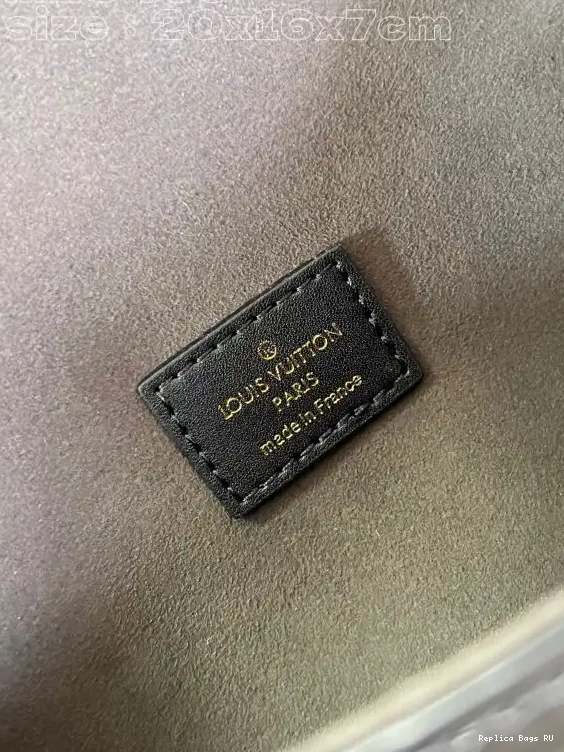 size : 20x16x7cm
®
LOUIS VUITTON
PARIS
made in France
Replica Bags RU